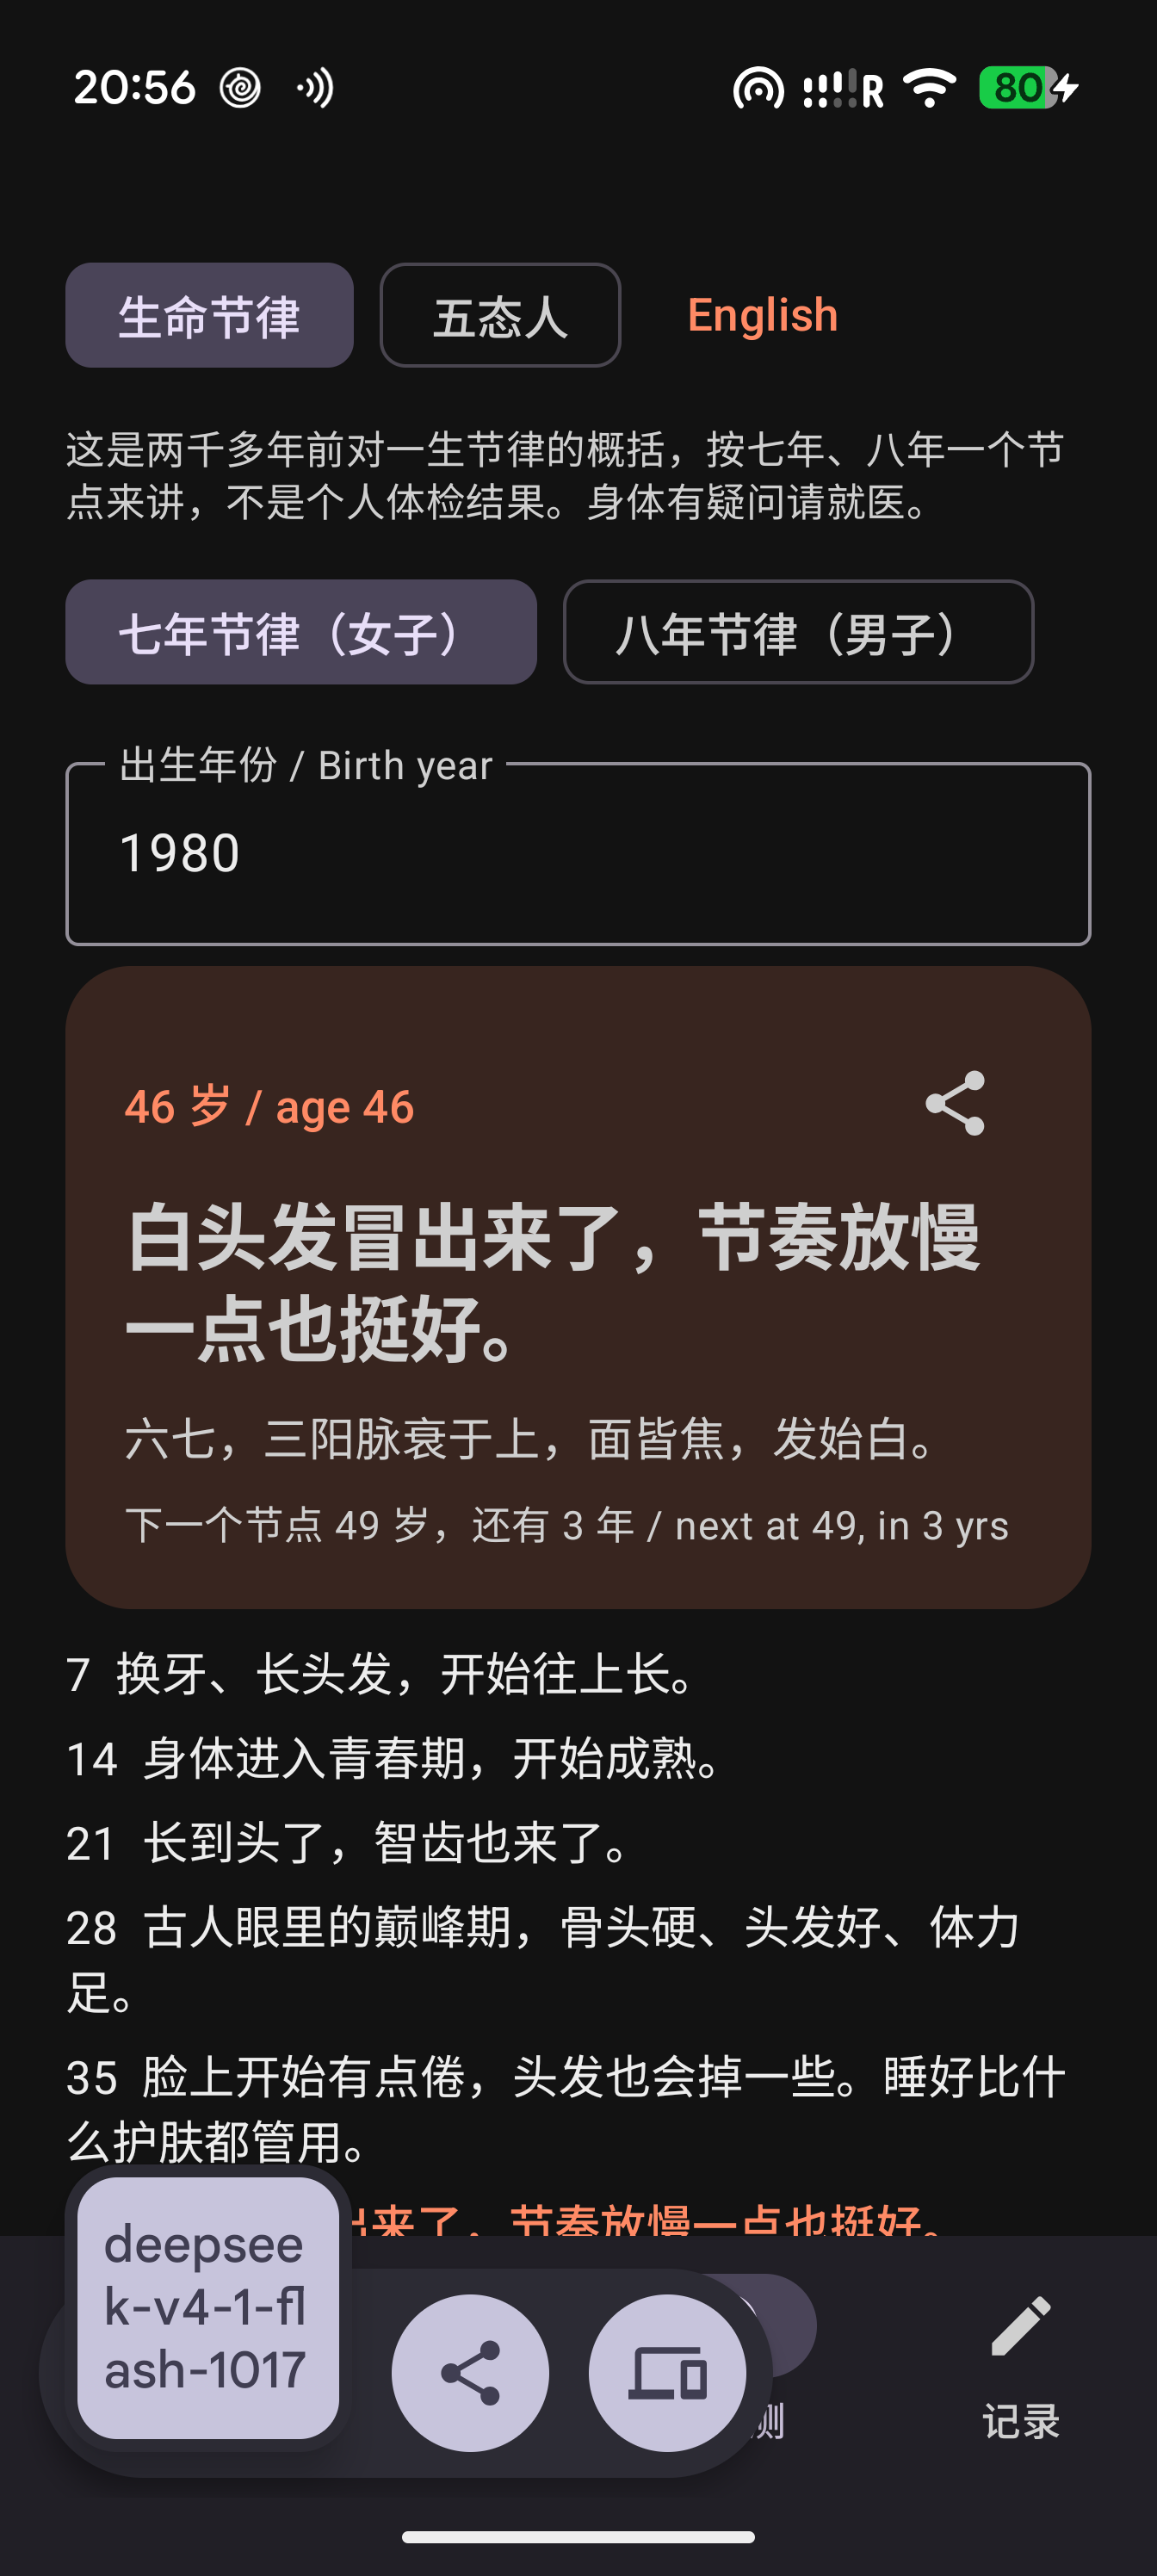 20:56
R
80
生命节律
五态人
English
这是两千多年前对一生节律的概括，按七年、八年一个节
点来讲，不是个人体检结果。身体有疑问请就医。
七年节律（女子）
八年节律（男子）
出生年份 / Birth year
1980
46 岁 / age 46
白头发冒出来了，节奏放慢
一点也挺好。
六七，三阳脉衰于上，面皆焦，发始白。
下一个节点 49 岁，还有 3 年 / next at 49, in 3 yrs
7 换牙、长头发，开始往上长。
14 身体进入青春期，开始成熟。
21 长到头了，智齿也来了。
28 古人眼里的巅峰期，骨头硬、头发好、体力
足。
35 脸上开始有点倦，头发也会掉一些。睡好比什
么护肤都管用。
出来了，节奏放慢一点也挺好。
deepsee
k-v4-1-fl
ash-1017
测
记录